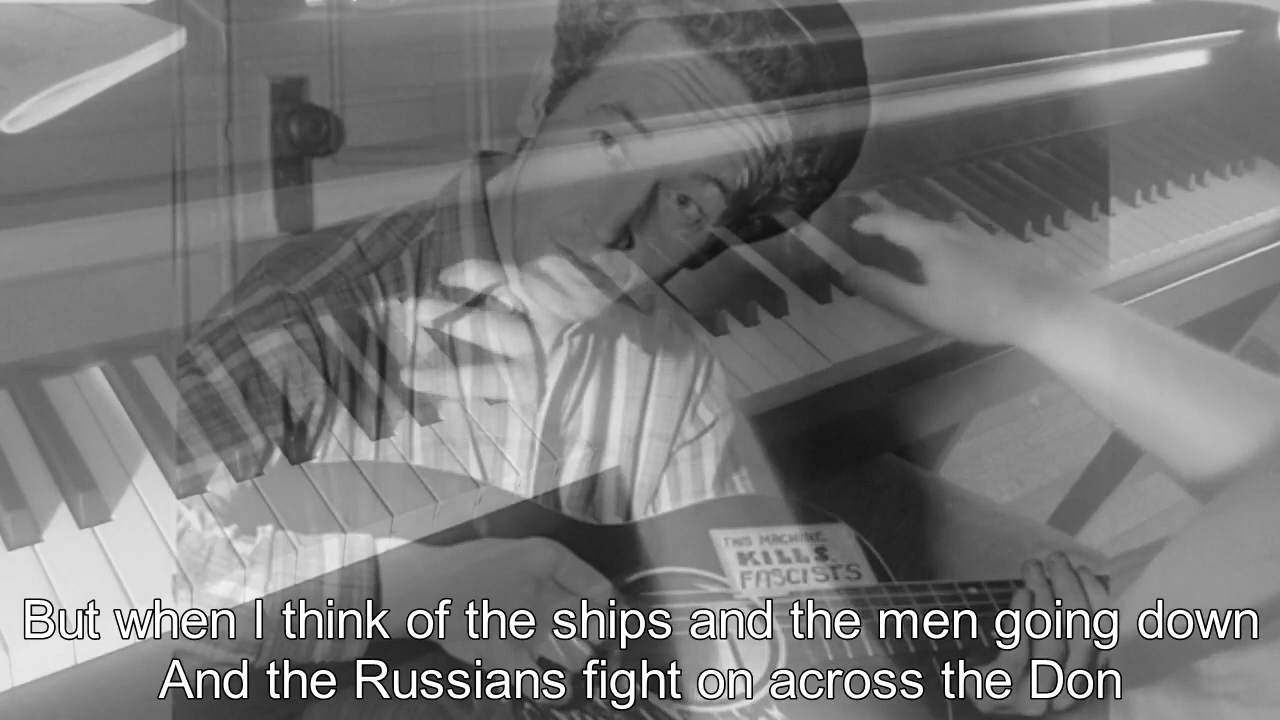 THIS MACHINE
KILLS
FASCISTS
But when I think of the ships and the men going down
And the Russians fight on across the Don